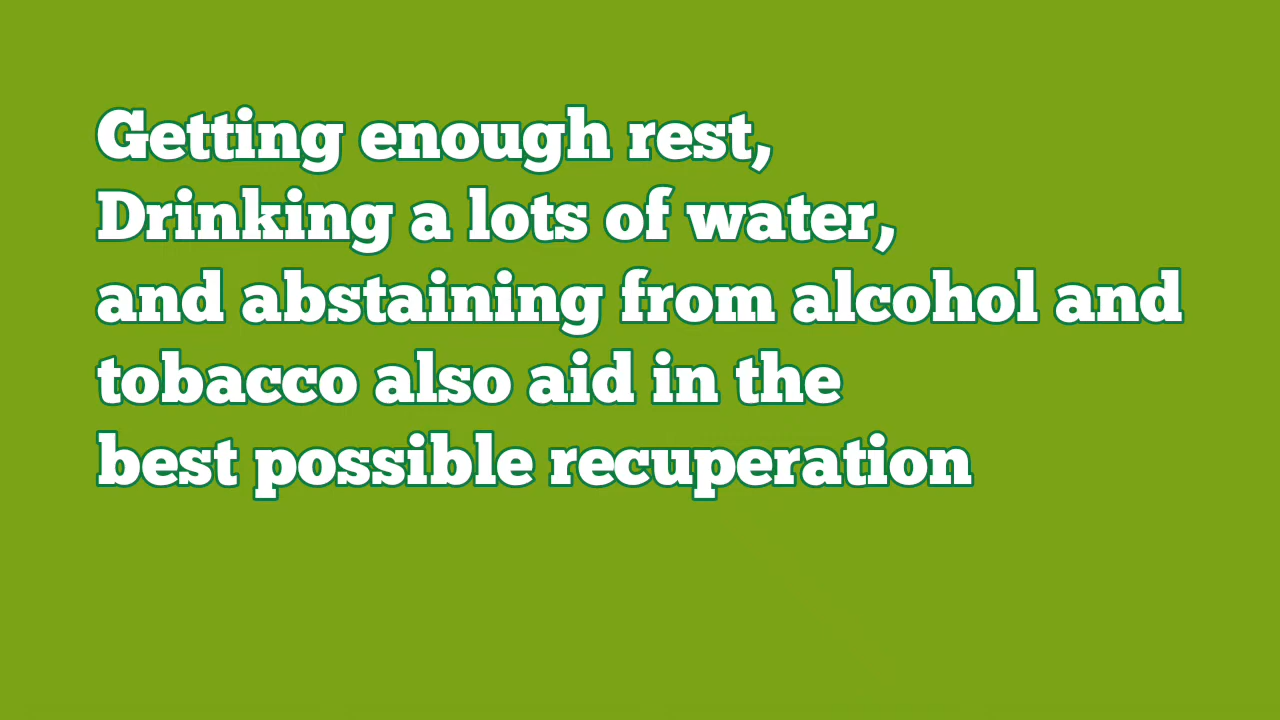 Getting enough rest,
Drinking a lots of water,
and abstaining from alcohol and
tobacco also aid in the
best possible recuperation